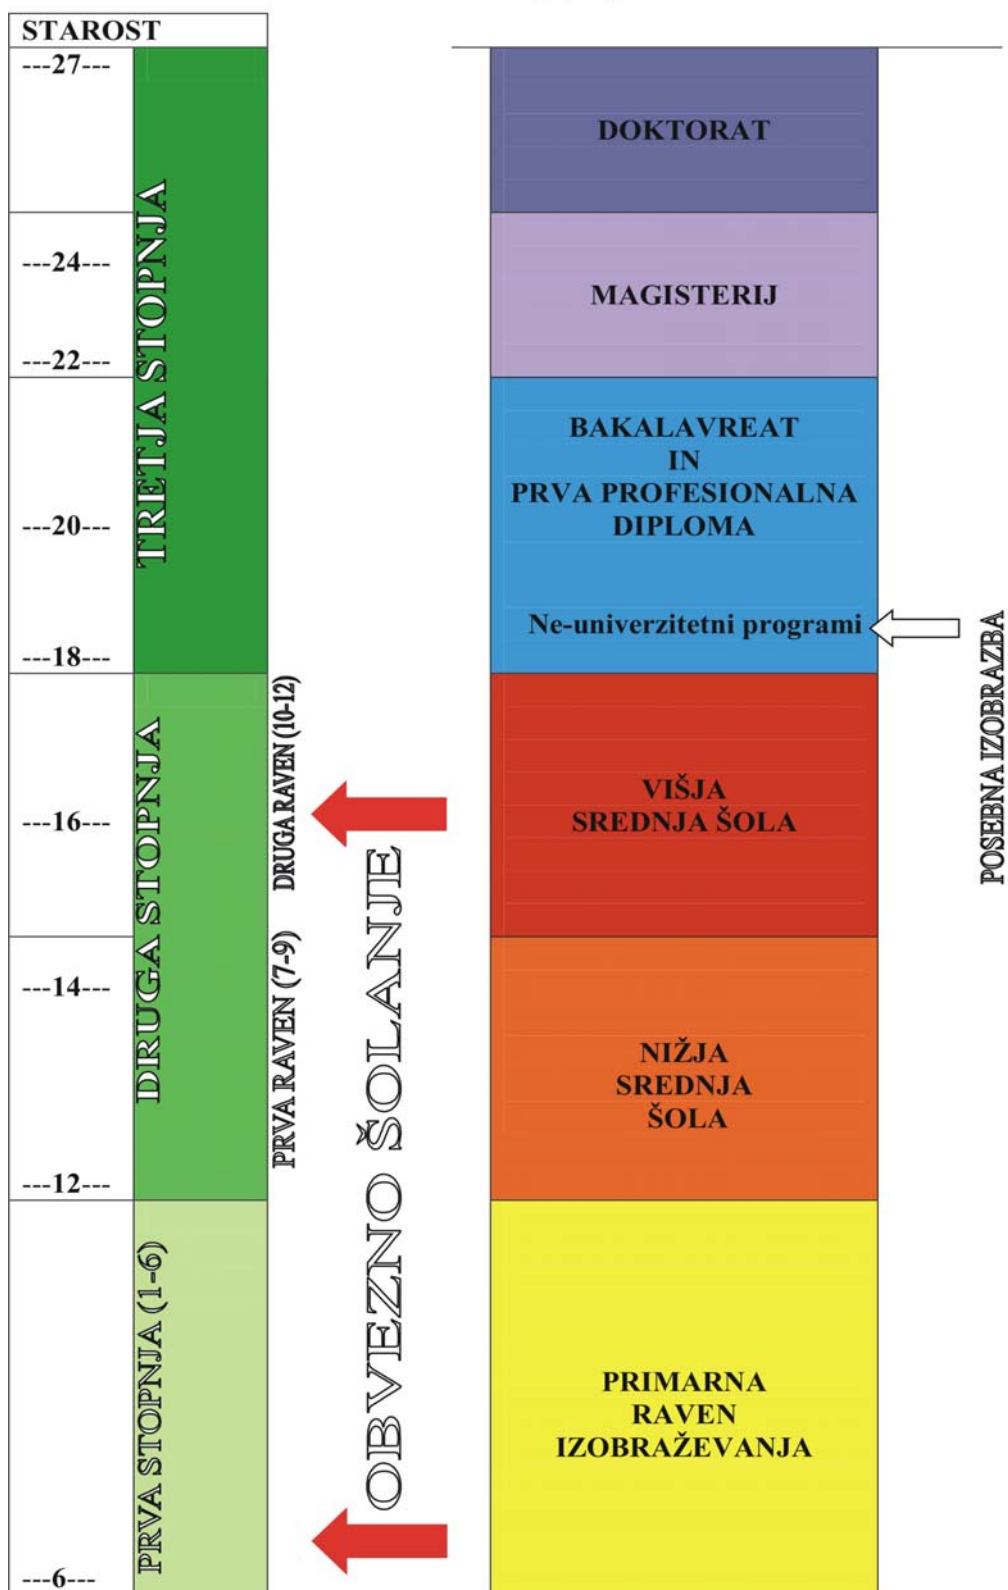 STAROST
---27---
---24---
---22---
---20---
---18---
---16---
---14---
---12---
---6---
TRETJA STOPNJA
DRUGA STOPNJA
PRVA STOPNJA (1-6)
DRUGA RAVEN (10-12)
PRVA RAVEN (7-9)
OBVEZNO ŠOLANJE
DOKTORAT
MAGISTERIJ
BAKALAVREAT
IN
PRVA PROFESIONALNA
DIPLOMA
Ne-univerzitetni programi
VIŠJA
SREDNJA ŠOLA
NIŽJA
SREDNJA
ŠOLA
PRIMARNA
RAVEN
IZOBRAŽEVANJA
POSEBNA IZOBRAZBA